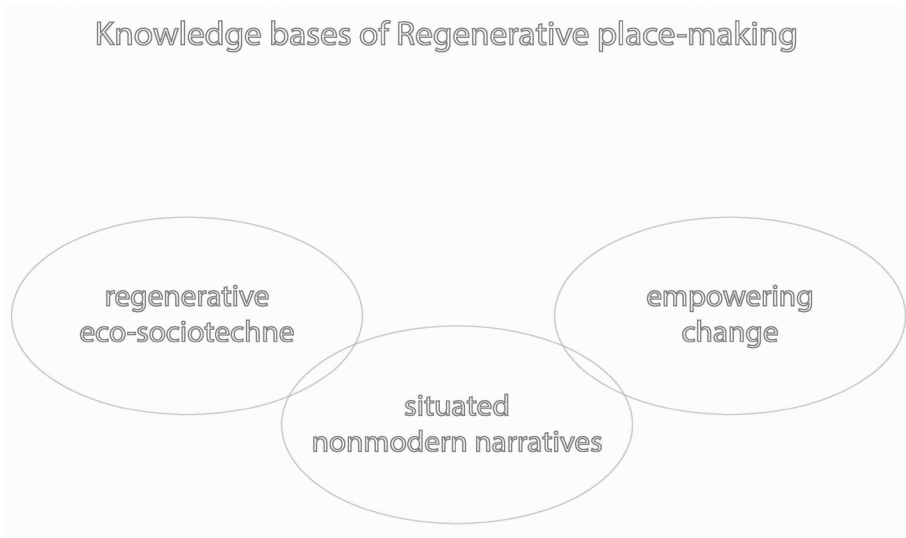 Knowledge bases of Regenerative place-making
regenerative
eco-sociotechne
empowering
change
situated
nonmodern narratives